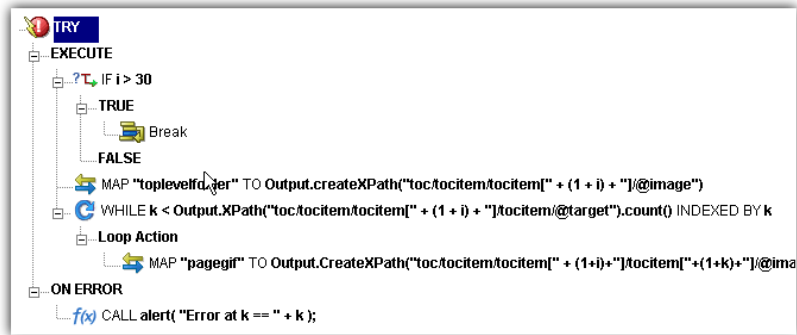 TRY
EXECUTE
IF i > 30
TRUE
Break
FALSE
MAP "toplevelfolder" TO Output.createXPath("toc/tocitem/tocitem[" + (1 + i) + "]/@image")
WHILE k < Output.XPath("toc/tocitem/tocitem[" + (1 + i) + "]/tocitem/@target").count() INDEXED BY k
Loop Action
MAP "pagegif" TO Output.CreateXPath("toc/tocitem/tocitem[" + (1+i)+"]/tocitem["+(1+k)+"]/@ima
ON ERROR
f(x) CALL alert( "Error at k == " + k );